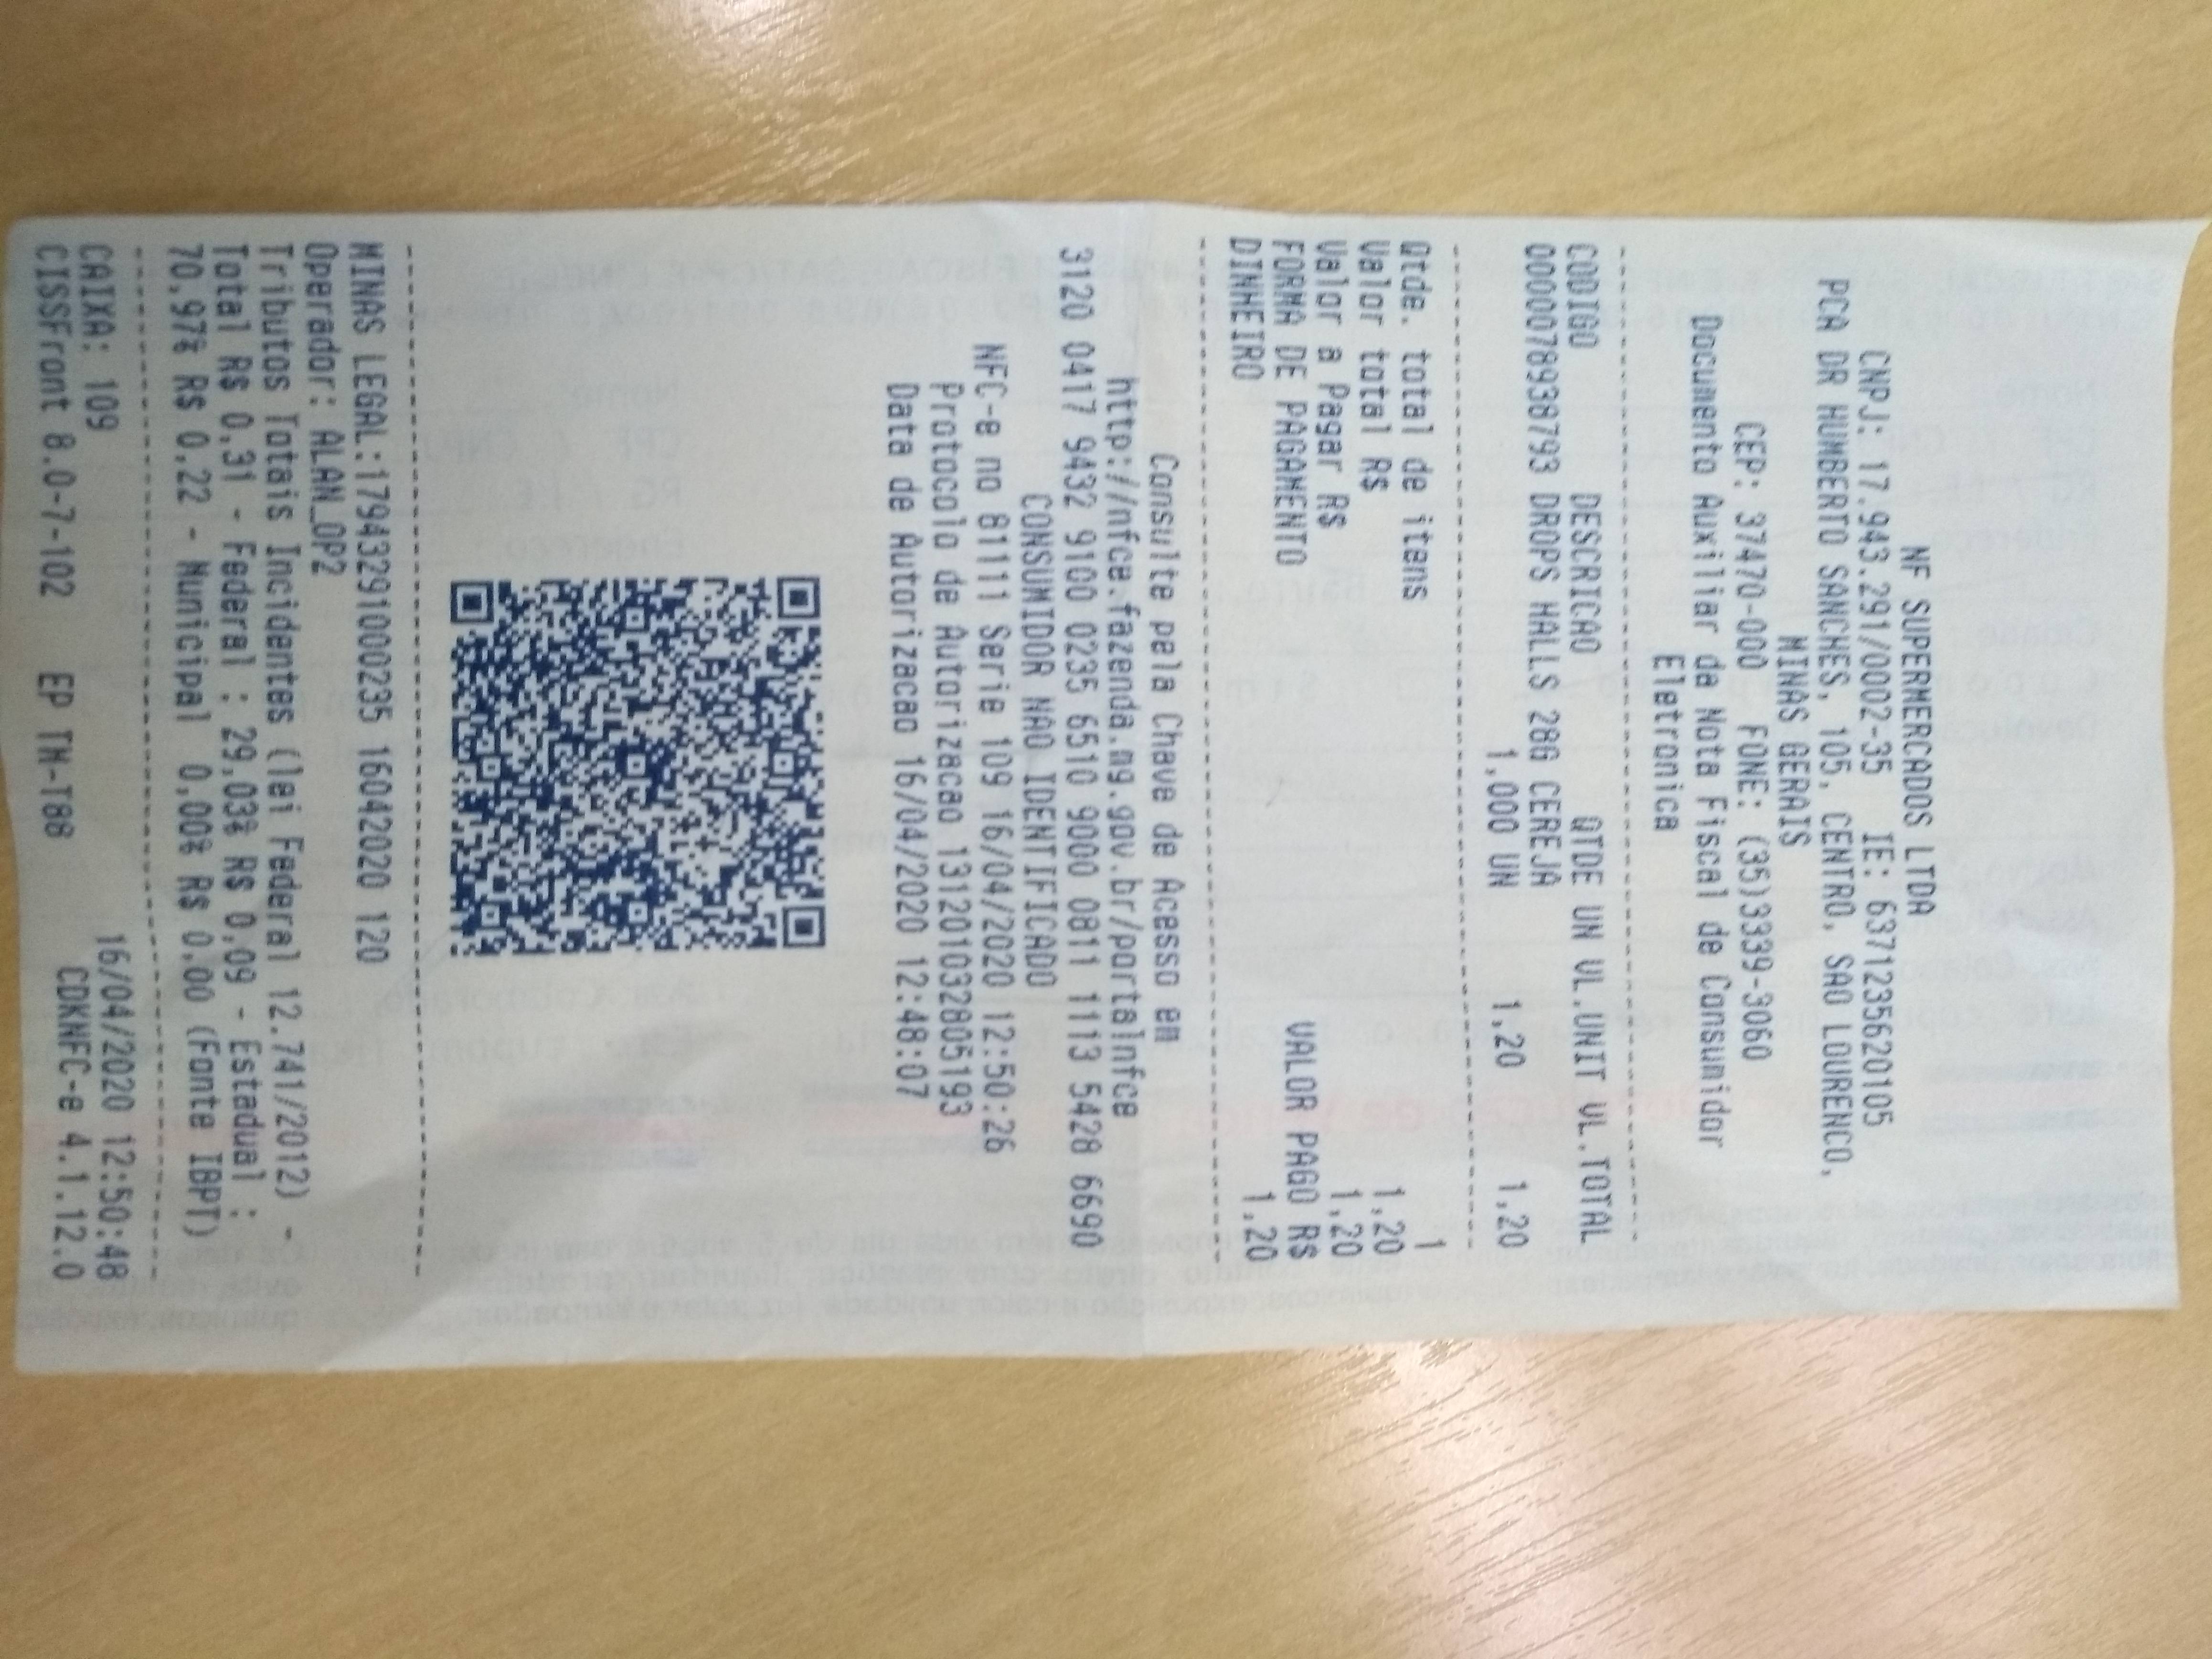 NF SUPERMERCADOS LTDA
CNPJ: 17.943.291/0002-35 IE: 6371235620105
PCA DR HUMBERTO SANCHES, 105, CENTRO, SAO LOURENCO,
MINAS GERAIS
CEP: 37470-000 FONE: (35)3339-3060
Documento Auxiliar da Nota Fiscal de Consumidor
Eletronica
CODIGO DESCRICAO QTDE UN VL.UNIT VL.TOTAL
00000078938793 DROPS HALLS 28G CEREJA
1,000 UN 1,20 1,20
Qtde. total de itens 1
Valor total R$ 1,20
Valor a Pagar R$ 1,20
FORMA DE PAGAMENTO VALOR PAGO R$
DINHEIRO 1,20
Consulte pela Chave de Acesso em
http://nfce.fazenda.mg.gov.br/portalnfce
3120 0417 9432 9100 0235 6510 9000 0811 1113 5428 6690
CONSUMIDOR NAO IDENTIFICADO
NFC-e no 81111 Serie 109 16/04/2020 12:50:26
Protocolo de Autorizacao 131201032805193
Data de Autorizacao 16/04/2020 12:48:07
MINAS LEGAL:17943291000235 16042020 120
Operador: ALAN_OP2
Tributos Totais Incidentes (lei Federal 12.741/2012) -
Total R$ 0,31 - Federal : 29,03% R$ 0,09 - Estadual :
70,97% R$ 0,22 - Municipal 0,00% R$ 0,00 (Fonte IBPT)
16/04/2020 12:50:48
CAIXA: 109
CISSFront 8.0-7-102 EP TM-T88 CDKNFC-e 4.1.12.0